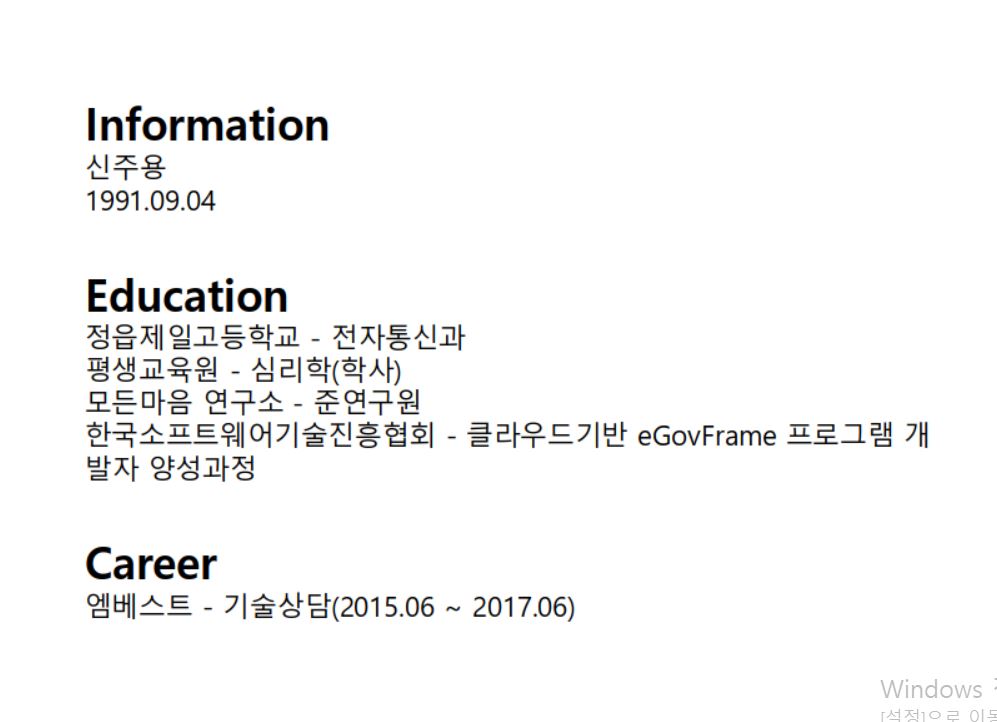 Information
신주용
1991.09.04
Education
정읍제일고등학교 - 전자통신과
평생교육원 - 심리학(학사)
모든마음 연구소 - 준연구원
한국소프트웨어기술진흥협회 - 클라우드기반 eGovFrame 프로그램 개
발자 양성과정
Career
엠베스트 - 기술상담(2015.06 ~ 2017.06)
Windows
[설정]으로